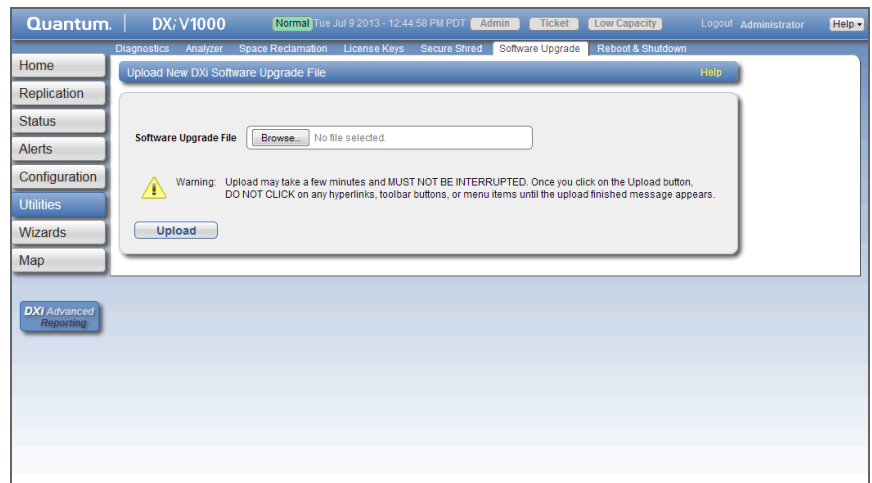 Quantum. DXi V1000 Normal Tue Jul 9 2013 - 12:44:58 PM PDT Admin Ticket Low Capacity Logout Administrator Help
Diagnostics Analyzer Space Reclamation License Keys Secure Shred Software Upgrade Reboot & Shutdown
Home
Replication
Status
Alerts
Configuration
Utilities
Wizards
Map
DXi Advanced
Reporting
Upload New DXi Software Upgrade File Help
Software Upgrade File Browse... No file selected.
Warning: Upload may take a few minutes and MUST NOT BE INTERRUPTED. Once you click on the Upload button,
DO NOT CLICK on any hyperlinks, toolbar buttons, or menu items until the upload finished message appears.
Upload